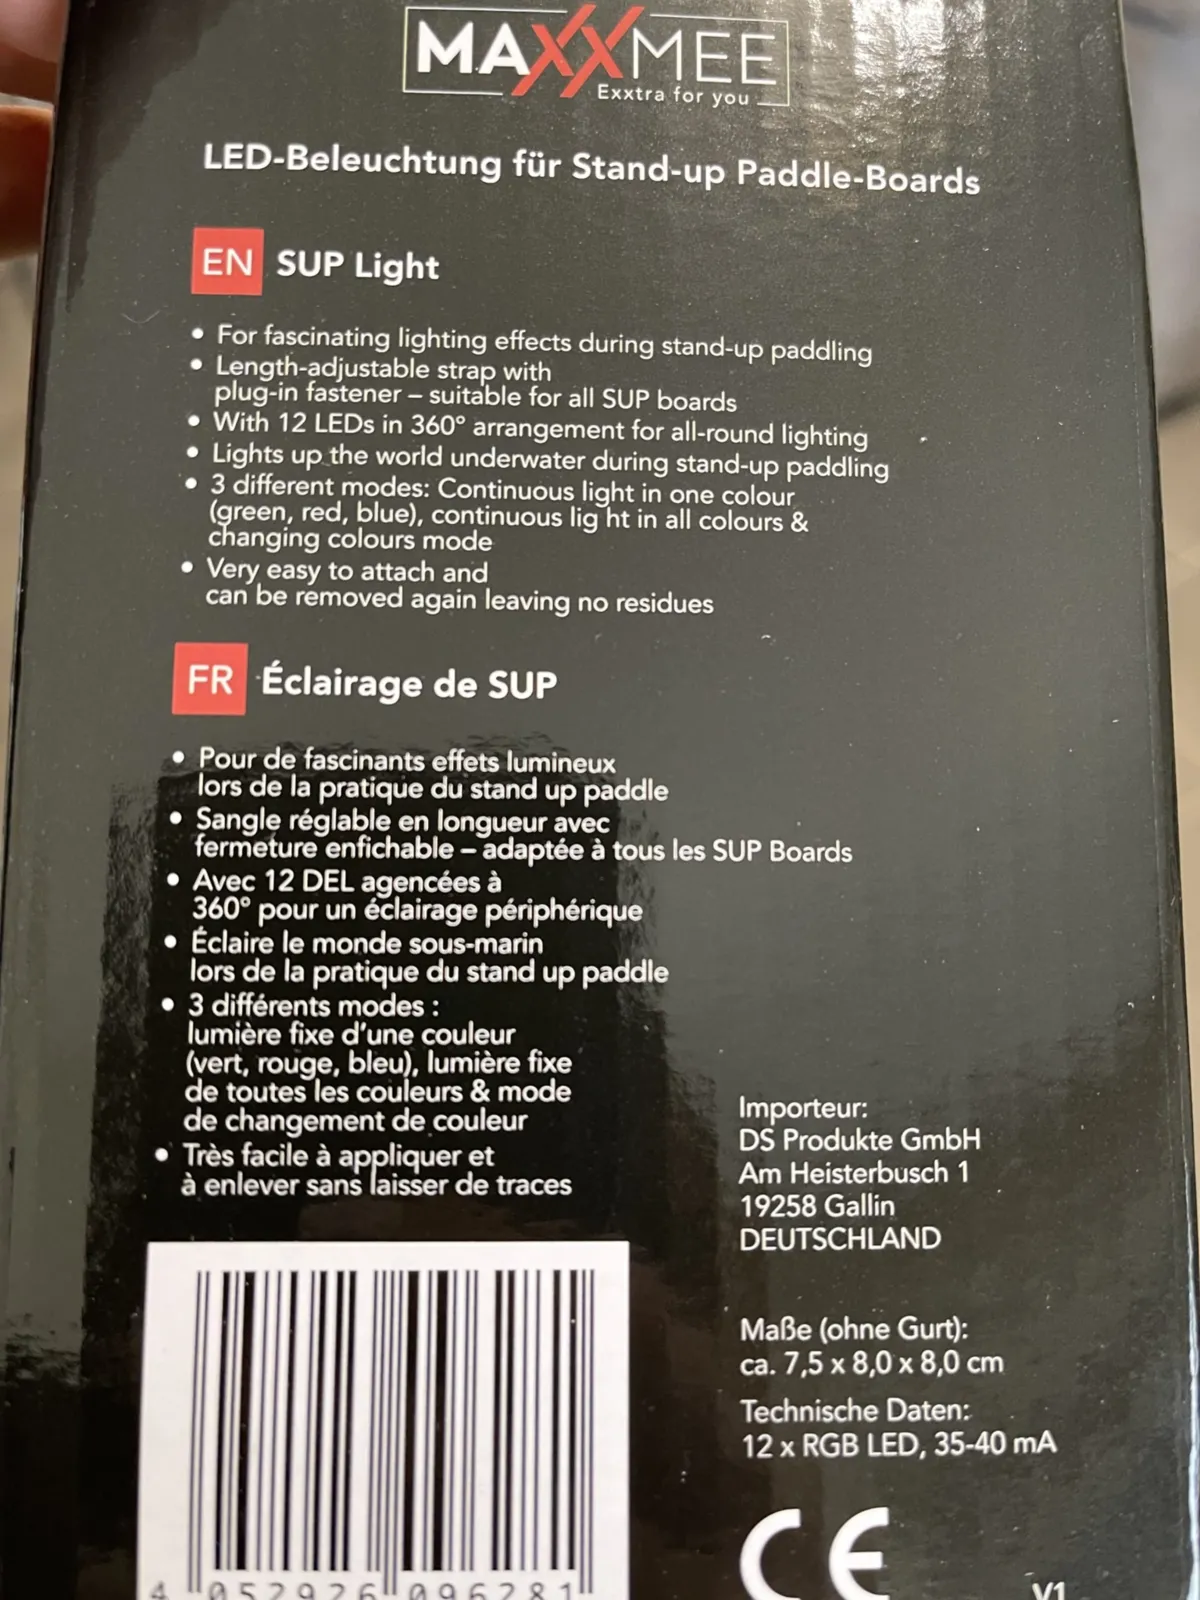 MAXXMEE
Exxtra for you
LED-Beleuchtung für Stand-up Paddle-Boards
EN SUP Light
• For fascinating lighting effects during stand-up paddling
• Length-adjustable strap with
plug-in fastener – suitable for all SUP boards
• With 12 LEDs in 360° arrangement for all-round lighting
• Lights up the world underwater during stand-up paddling
• 3 different modes: Continuous light in one colour
(green, red, blue), continuous lig ht in all colours &
changing colours mode
• Very easy to attach and
can be removed again leaving no residues
FR Éclairage de SUP
• Pour de fascinants effets lumineux
lors de la pratique du stand up paddle
• Sangle réglable en longueur avec
fermeture enfichable – adaptée à tous les SUP Boards
• Avec 12 DEL agencées à
360° pour un éclairage périphérique
• Éclaire le monde sous-marin
lors de la pratique du stand up paddle
• 3 différents modes :
lumière fixe d’une couleur
(vert, rouge, bleu), lumière fixe
de toutes les couleurs & mode
de changement de couleur
• Très facile à appliquer et
à enlever sans laisser de traces
Importeur:
DS Produkte GmbH
Am Heisterbusch 1
19258 Gallin
DEUTSCHLAND
Maße (ohne Gurt):
ca. 7,5 x 8,0 x 8,0 cm
Technische Daten:
12 x RGB LED, 35-40 mA
CE
V1
4 052926 096281